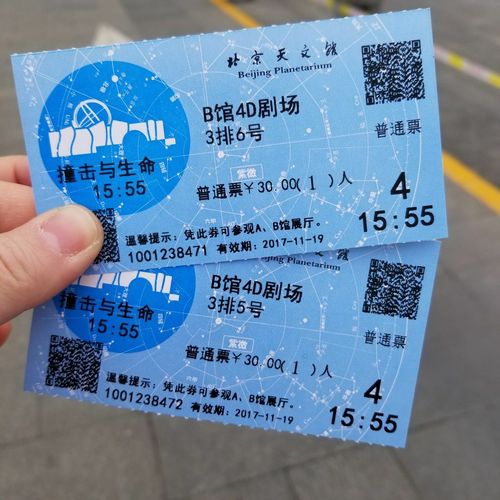 北京天文馆
Beijing Planetarium
B馆4D剧场
3排6号
普通票
撞击与生命
15:55
紫微
普通票￥30.00(1)人
4
15:55
温馨提示：凭此券可参观A、B馆展厅。
1001238471 有效期：2017-11-19
Beijing Planetarium
B馆4D剧场
3排5号
普通票
撞击与生命
15:55
紫微
普通票￥30.00(1)人
4
15:55
温馨提示：凭此券可参观A、B馆展厅。
1001238472 有效期：2017-11-19